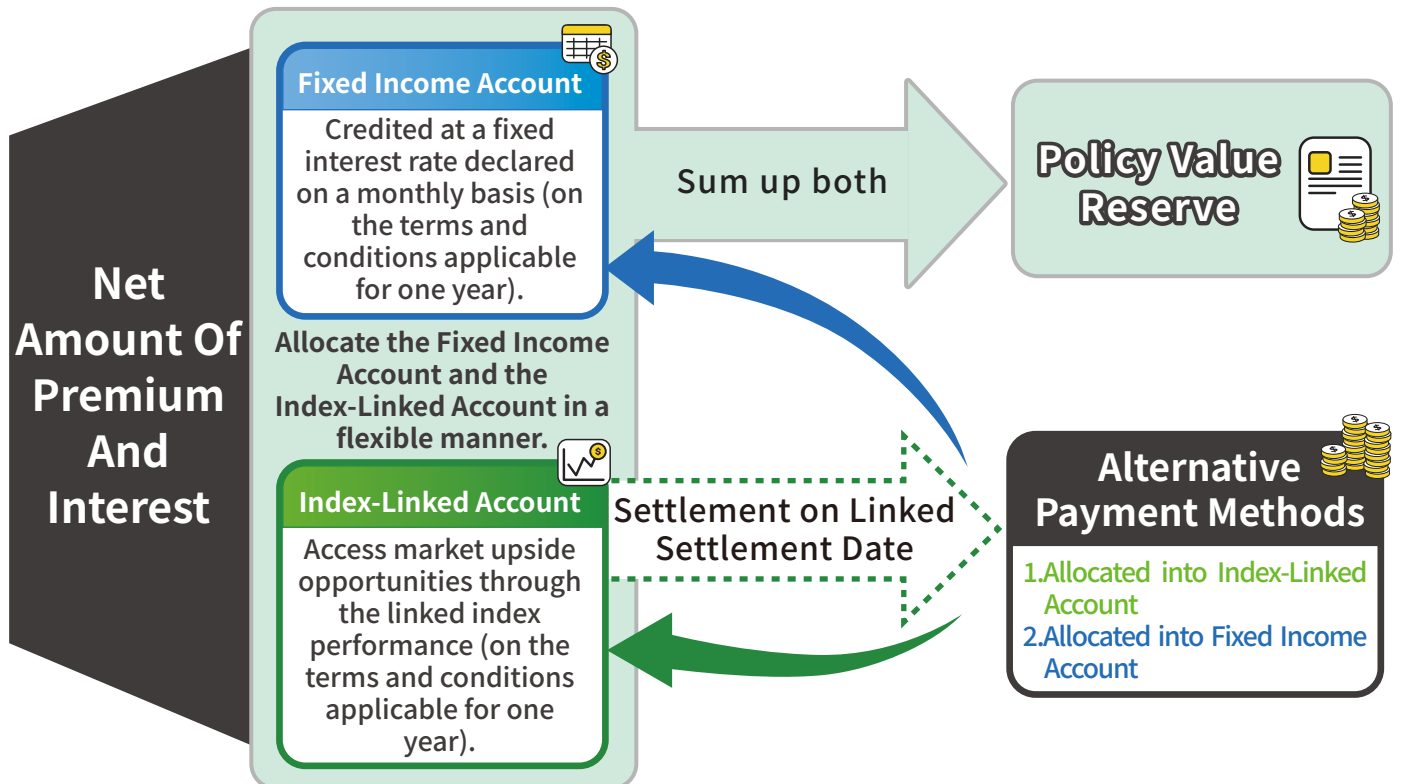 Net
Amount Of
Premium
And
Interest
Fixed Income Account
Credited at a fixed
interest rate declared
on a monthly basis (on
the terms and
conditions applicable
for one year).
Allocate the Fixed Income
Account and the
Index-Linked Account in a
flexible manner.
Index-Linked Account
Access market upside
opportunities through
the linked index
performance (on the
terms and conditions
applicable for one
year).
Sum up both
Policy Value
Reserve
Settlement on Linked
Settlement Date
Alternative
Payment Methods
1.Allocated into Index-Linked
Account
2.Allocated into Fixed Income
Account